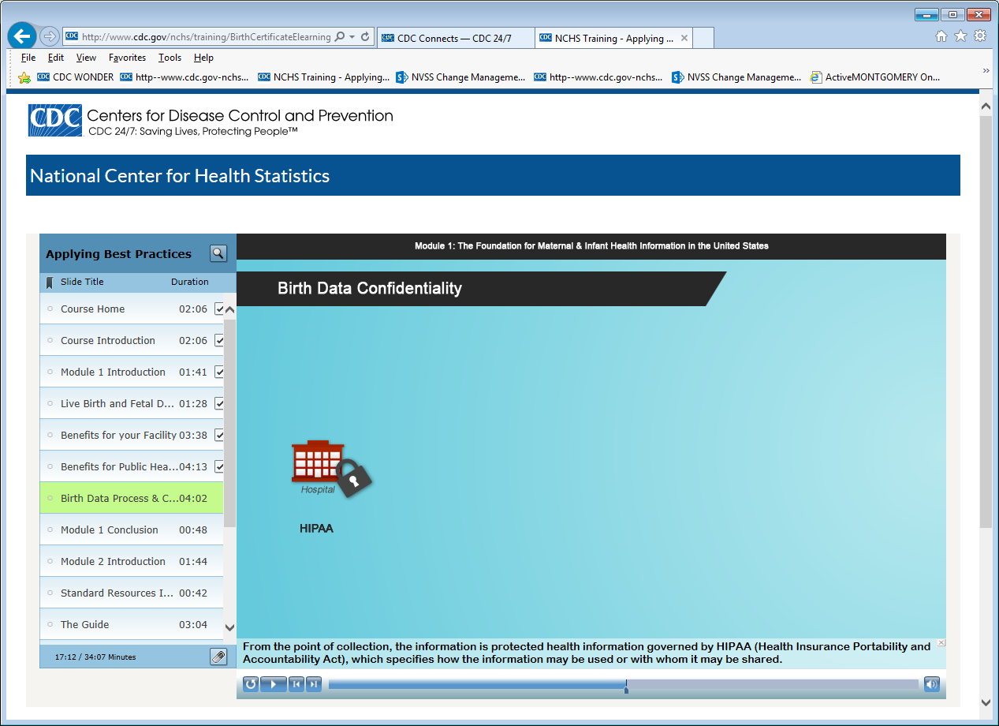 http://www.cdc.gov/nchs/training/BirthCertificateElearning
CDC Connects — CDC 24/7
NCHS Training - Applying ...
File Edit View Favorites Tools Help
CDC WONDER
http--www.cdc.gov-nchs...
NCHS Training - Applying...
NVSS Change Manageme...
http--www.cdc.gov-nchs...
NVSS Change Manageme...
ActiveMONTGOMERY On...
CDC Centers for Disease Control and Prevention
CDC 24/7: Saving Lives, Protecting People™
National Center for Health Statistics
Applying Best Practices
Slide Title Duration
Course Home 02:06
Course Introduction 02:06
Module 1 Introduction 01:41
Live Birth and Fetal D... 01:28
Benefits for your Facility 03:38
Benefits for Public Hea... 04:13
Birth Data Process & C... 04:02
Module 1 Conclusion 00:48
Module 2 Introduction 01:44
Standard Resources I... 00:42
The Guide 03:04
17:12 / 34:07 Minutes
Module 1: The Foundation for Maternal & Infant Health Information in the United States
Birth Data Confidentiality
Hospital
HIPAA
From the point of collection, the information is protected health information governed by HIPAA (Health Insurance Portability and
Accountability Act), which specifies how the information may be used or with whom it may be shared.